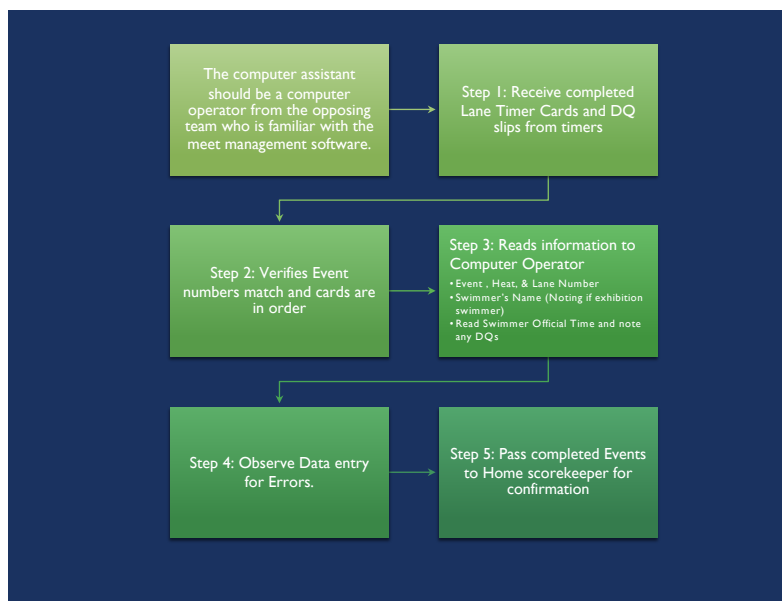 The computer assistant
should be a computer
operator from the opposing
team who is familiar with the
meet management software.
Step 1: Receive completed
Lane Timer Cards and DQ
slips from timers
Step 2: Verifies Event
numbers match and cards are
in order
Step 3: Reads information to
Computer Operator
• Event , Heat, & Lane Number
• Swimmer's Name (Noting if exhibition
swimmer)
• Read Swimmer Official Time and note
any DQs
Step 4: Observe Data entry
for Errors.
Step 5: Pass completed Events
to Home scorekeeper for
confirmation